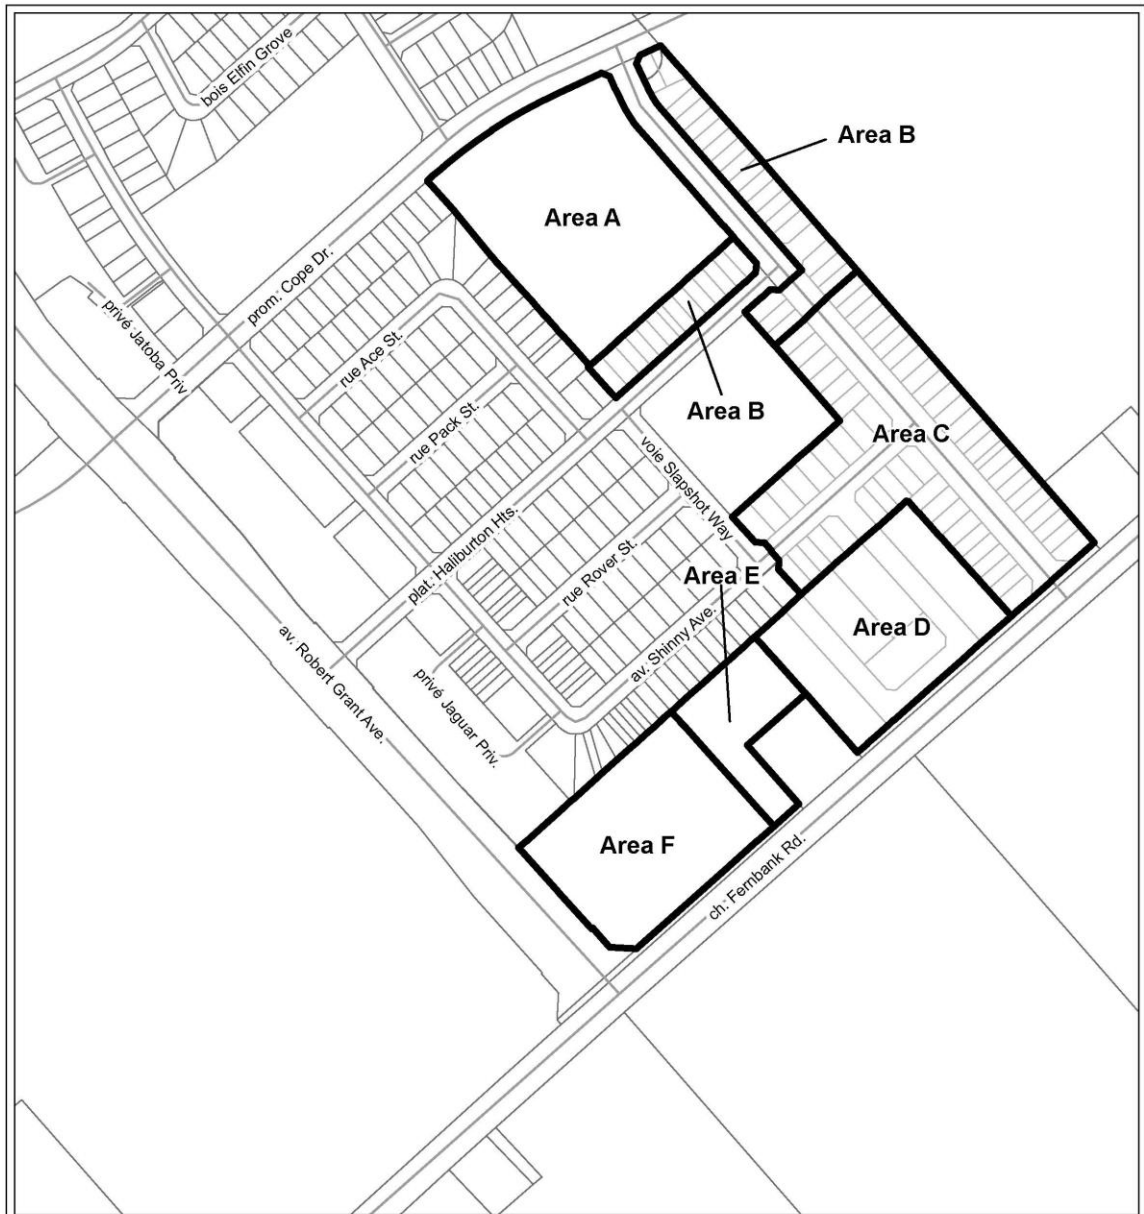 bois Elfin Grove
Area B
Area A
prom. Cope Dr.
privé Jatoba Priv.
rue Ace St.
Area B
rue Pack St.
Area C
voie Slapshot Way
plat. Haliburton Hts.
rue Rover St.
Area E
av. Shinny Ave.
Area D
av. Robert Grant Ave.
privé Jaguar Priv.
Area F
ch. Fernbank Rd.